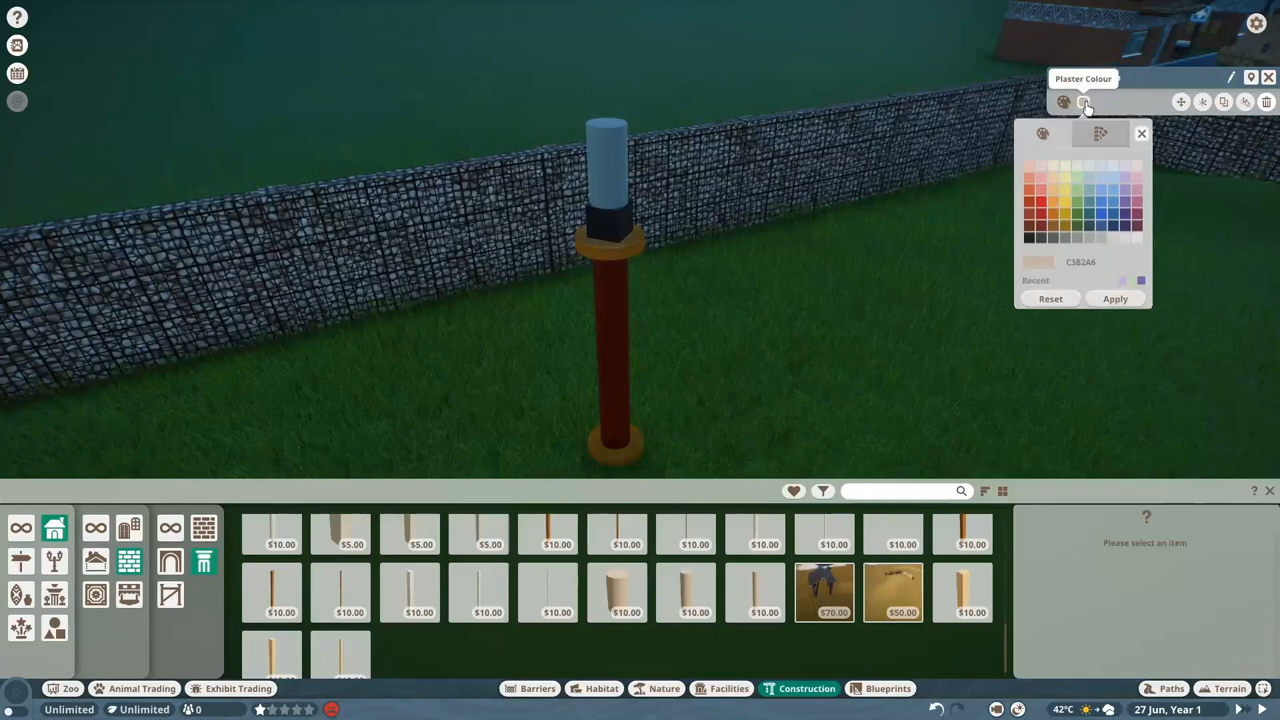 ?
Plaster Colour
C3B2A6
Recent
Reset
Apply
?
$10.00 $5.00 $5.00 $5.00 $10.00 $10.00 $10.00 $10.00 $10.00 $10.00 $10.00
?
Please select an item
$10.00 $10.00 $10.00 $10.00 $10.00 $10.00 $10.00 $10.00 $70.00 $50.00 $10.00
Zoo
Animal Trading
Exhibit Trading
Barriers
Habitat
Nature
Facilities
Construction
Blueprints
Paths
Terrain
Unlimited
Unlimited
0
42°C
27 Jun, Year 1